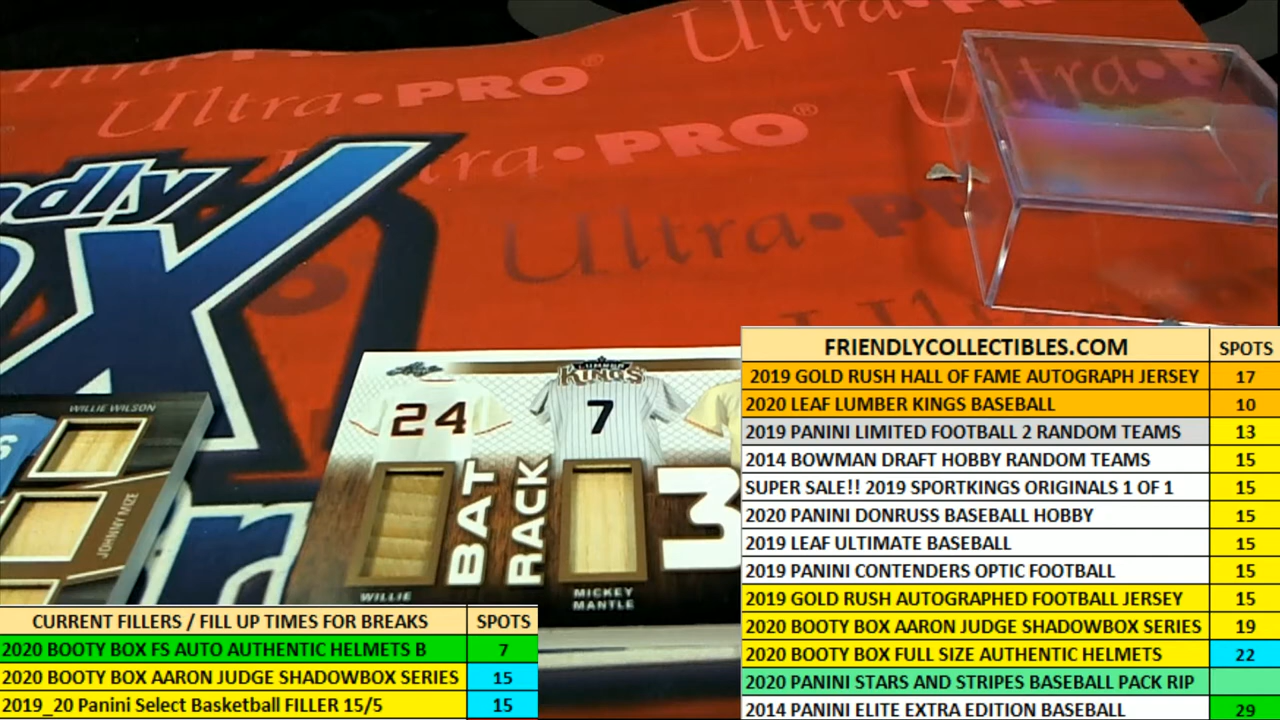 Ultra•PRO
Ultra•PRO®
Ultra•PRO®
Ultra•PRO
ndly
X
r
WILLIE WILSON
JOHNNY MIZE
Leaf
LUMBER
KINGS
24
7
BAT
RACK
3
WILLIE
MICKEY
MANTLE
FRIENDLYCOLLECTIBLES.COM SPOTS
2019 GOLD RUSH HALL OF FAME AUTOGRAPH JERSEY 17
2020 LEAF LUMBER KINGS BASEBALL 10
2019 PANINI LIMITED FOOTBALL 2 RANDOM TEAMS 13
2014 BOWMAN DRAFT HOBBY RANDOM TEAMS 15
SUPER SALE!! 2019 SPORTKINGS ORIGINALS 1 OF 1 15
2020 PANINI DONRUSS BASEBALL HOBBY 15
2019 LEAF ULTIMATE BASEBALL 15
2019 PANINI CONTENDERS OPTIC FOOTBALL 15
2019 GOLD RUSH AUTOGRAPHED FOOTBALL JERSEY 15
2020 BOOTY BOX AARON JUDGE SHADOWBOX SERIES 19
2020 BOOTY BOX FULL SIZE AUTHENTIC HELMETS 22
2020 PANINI STARS AND STRIPES BASEBALL PACK RIP
2014 PANINI ELITE EXTRA EDITION BASEBALL 29
CURRENT FILLERS / FILL UP TIMES FOR BREAKS SPOTS
2020 BOOTY BOX FS AUTO AUTHENTIC HELMETS B 7
2020 BOOTY BOX AARON JUDGE SHADOWBOX SERIES 15
2019_20 Panini Select Basketball FILLER 15/5 15